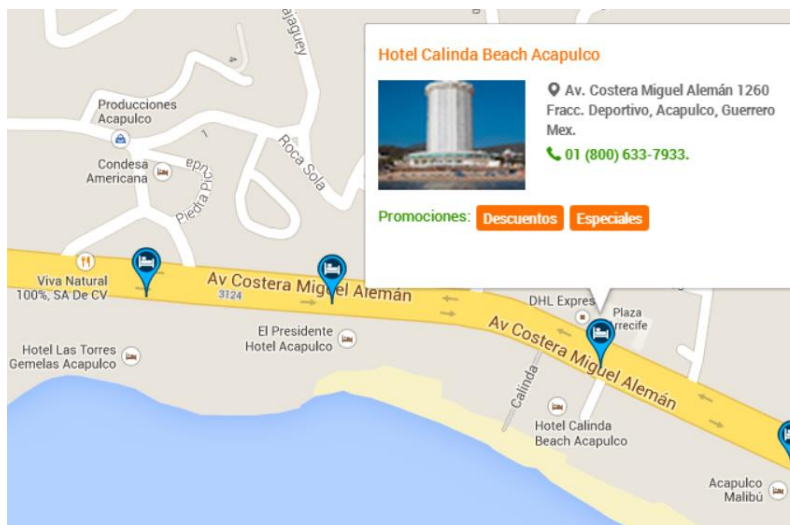 ajaguey
Hotel Calinda Beach Acapulco
Av. Costera Miguel Alemán 1260
Fracc. Deportivo, Acapulco, Guerrero
Mex.
01 (800) 633-7933.
Promociones: Descuentos Especiales
Producciones
Acapulco
Condesa
Americana
Roca Sola
Piedra Pic
uda
Viva Natural
100%, SA De CV
Av Costera Miguel Alemán
3124
El Presidente
Hotel Acapulco
Hotel Las Torres
Gemelas Acapulco
DHL Expres
Plaza
rrecife
Av Costera Miguel Alemán
Calinda
Hotel Calinda
Beach Acapulco
Acapulco
Malibú